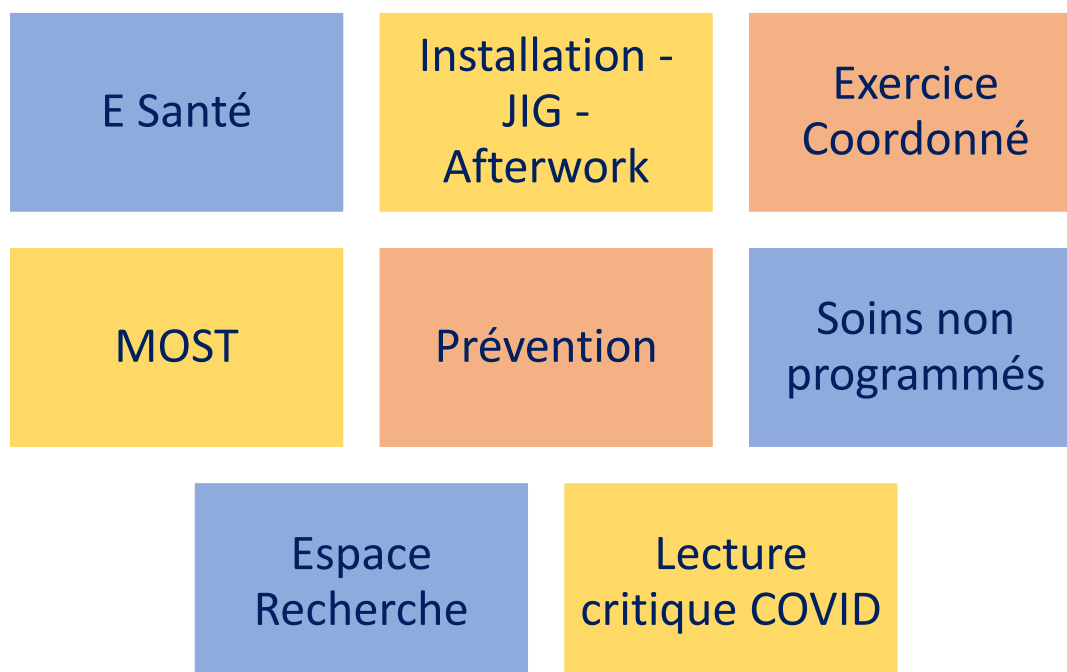 E Santé
Installation -
JIG -
Afterwork
Exercice
Coordonné
MOST
Prévention
Soins non
programmés
Espace
Recherche
Lecture
critique COVID